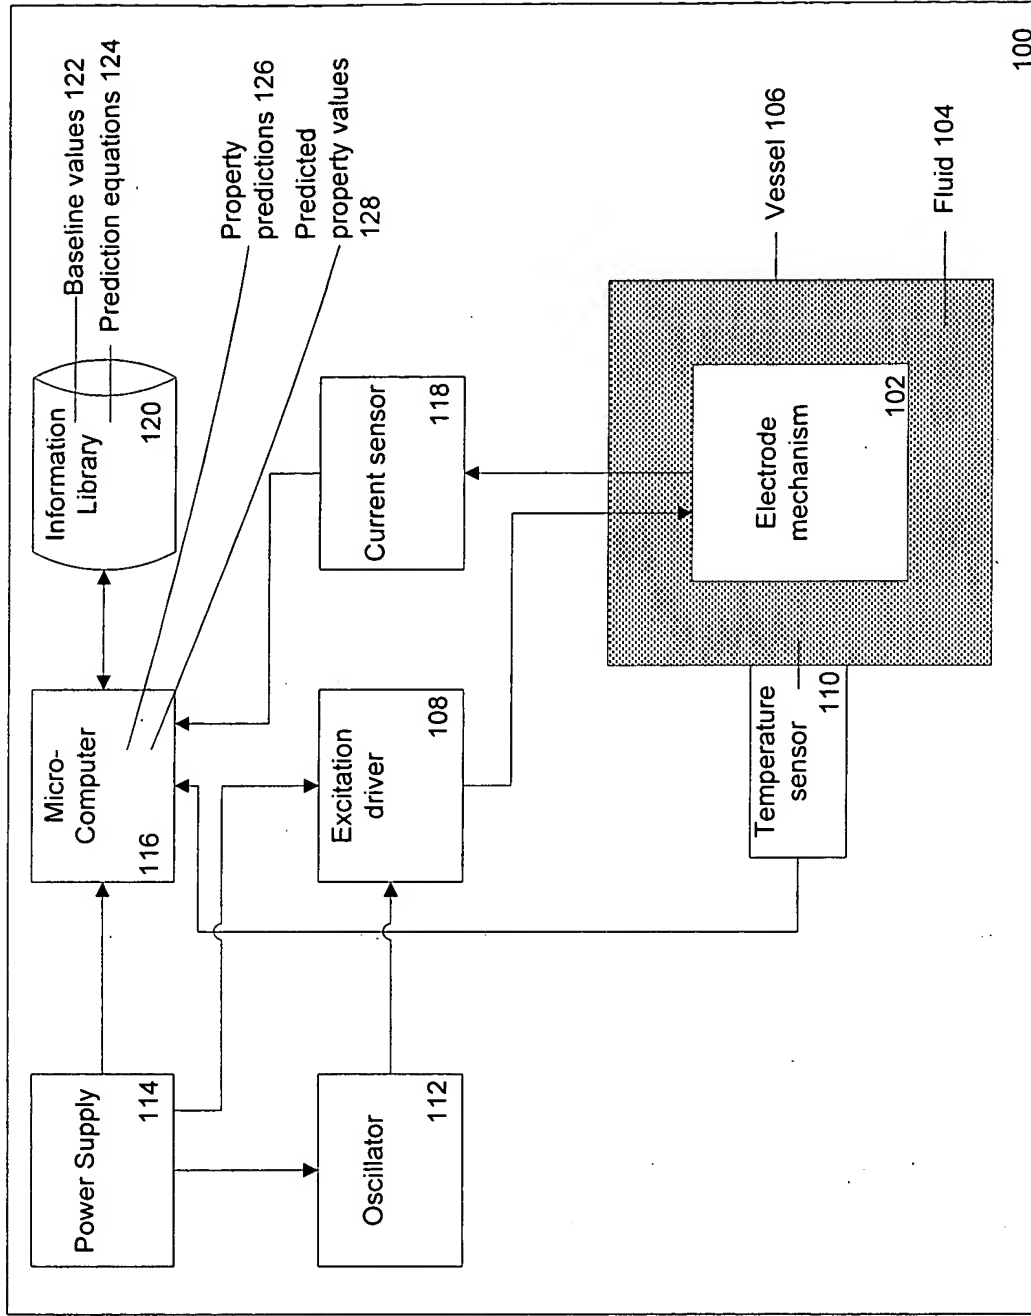 Power Supply
114
Micro-
Computer
116
Information
Library
120
Baseline values 122
Prediction equations 124
Property
predictions 126
Predicted
property values
128
Oscillator
112
Excitation
driver
108
Current sensor
118
Temperature
sensor
110
Electrode
mechanism
102
Vessel 106
Fluid 104
100